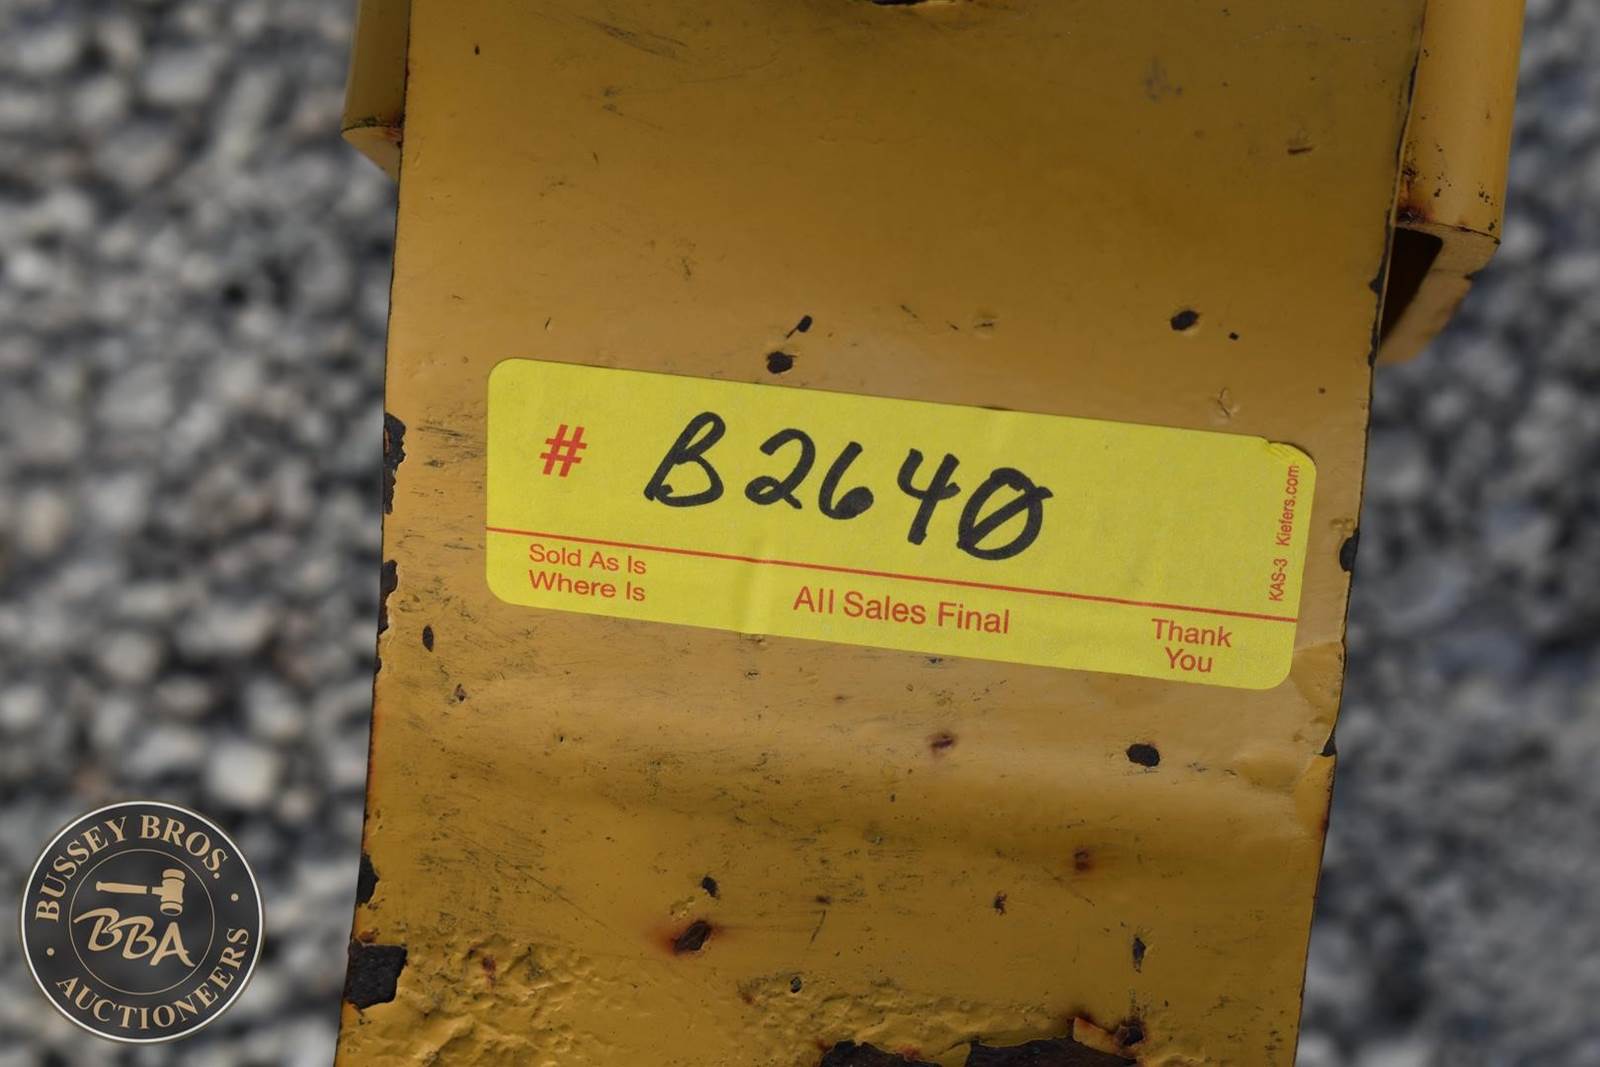 # B2640
Sold As Is
Where Is
All Sales Final
Thank
You
KAS-3 Kiefers.com
BUSSEY BROS.
BBA
AUCTIONEERS